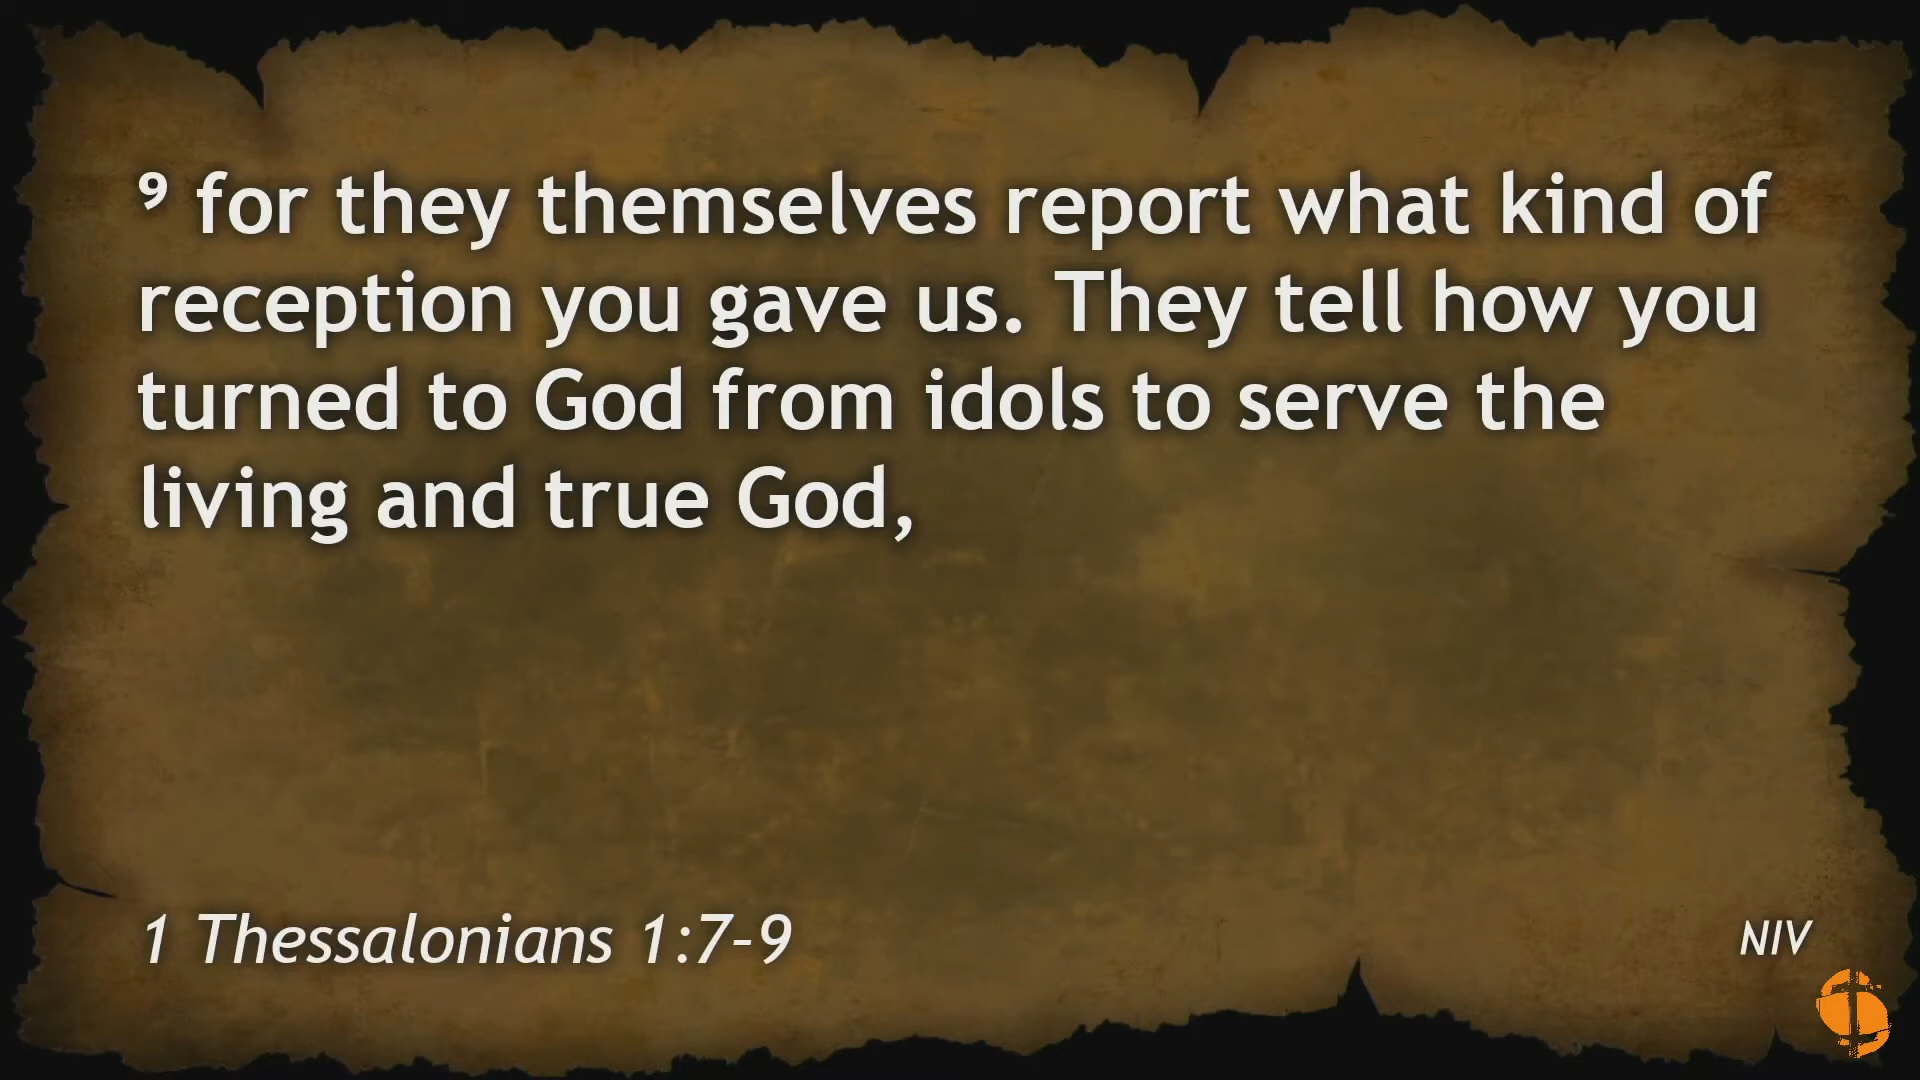 ⁹ for they themselves report what kind of
reception you gave us. They tell how you
turned to God from idols to serve the
living and true God,
1 Thessalonians 1:7–9
NIV